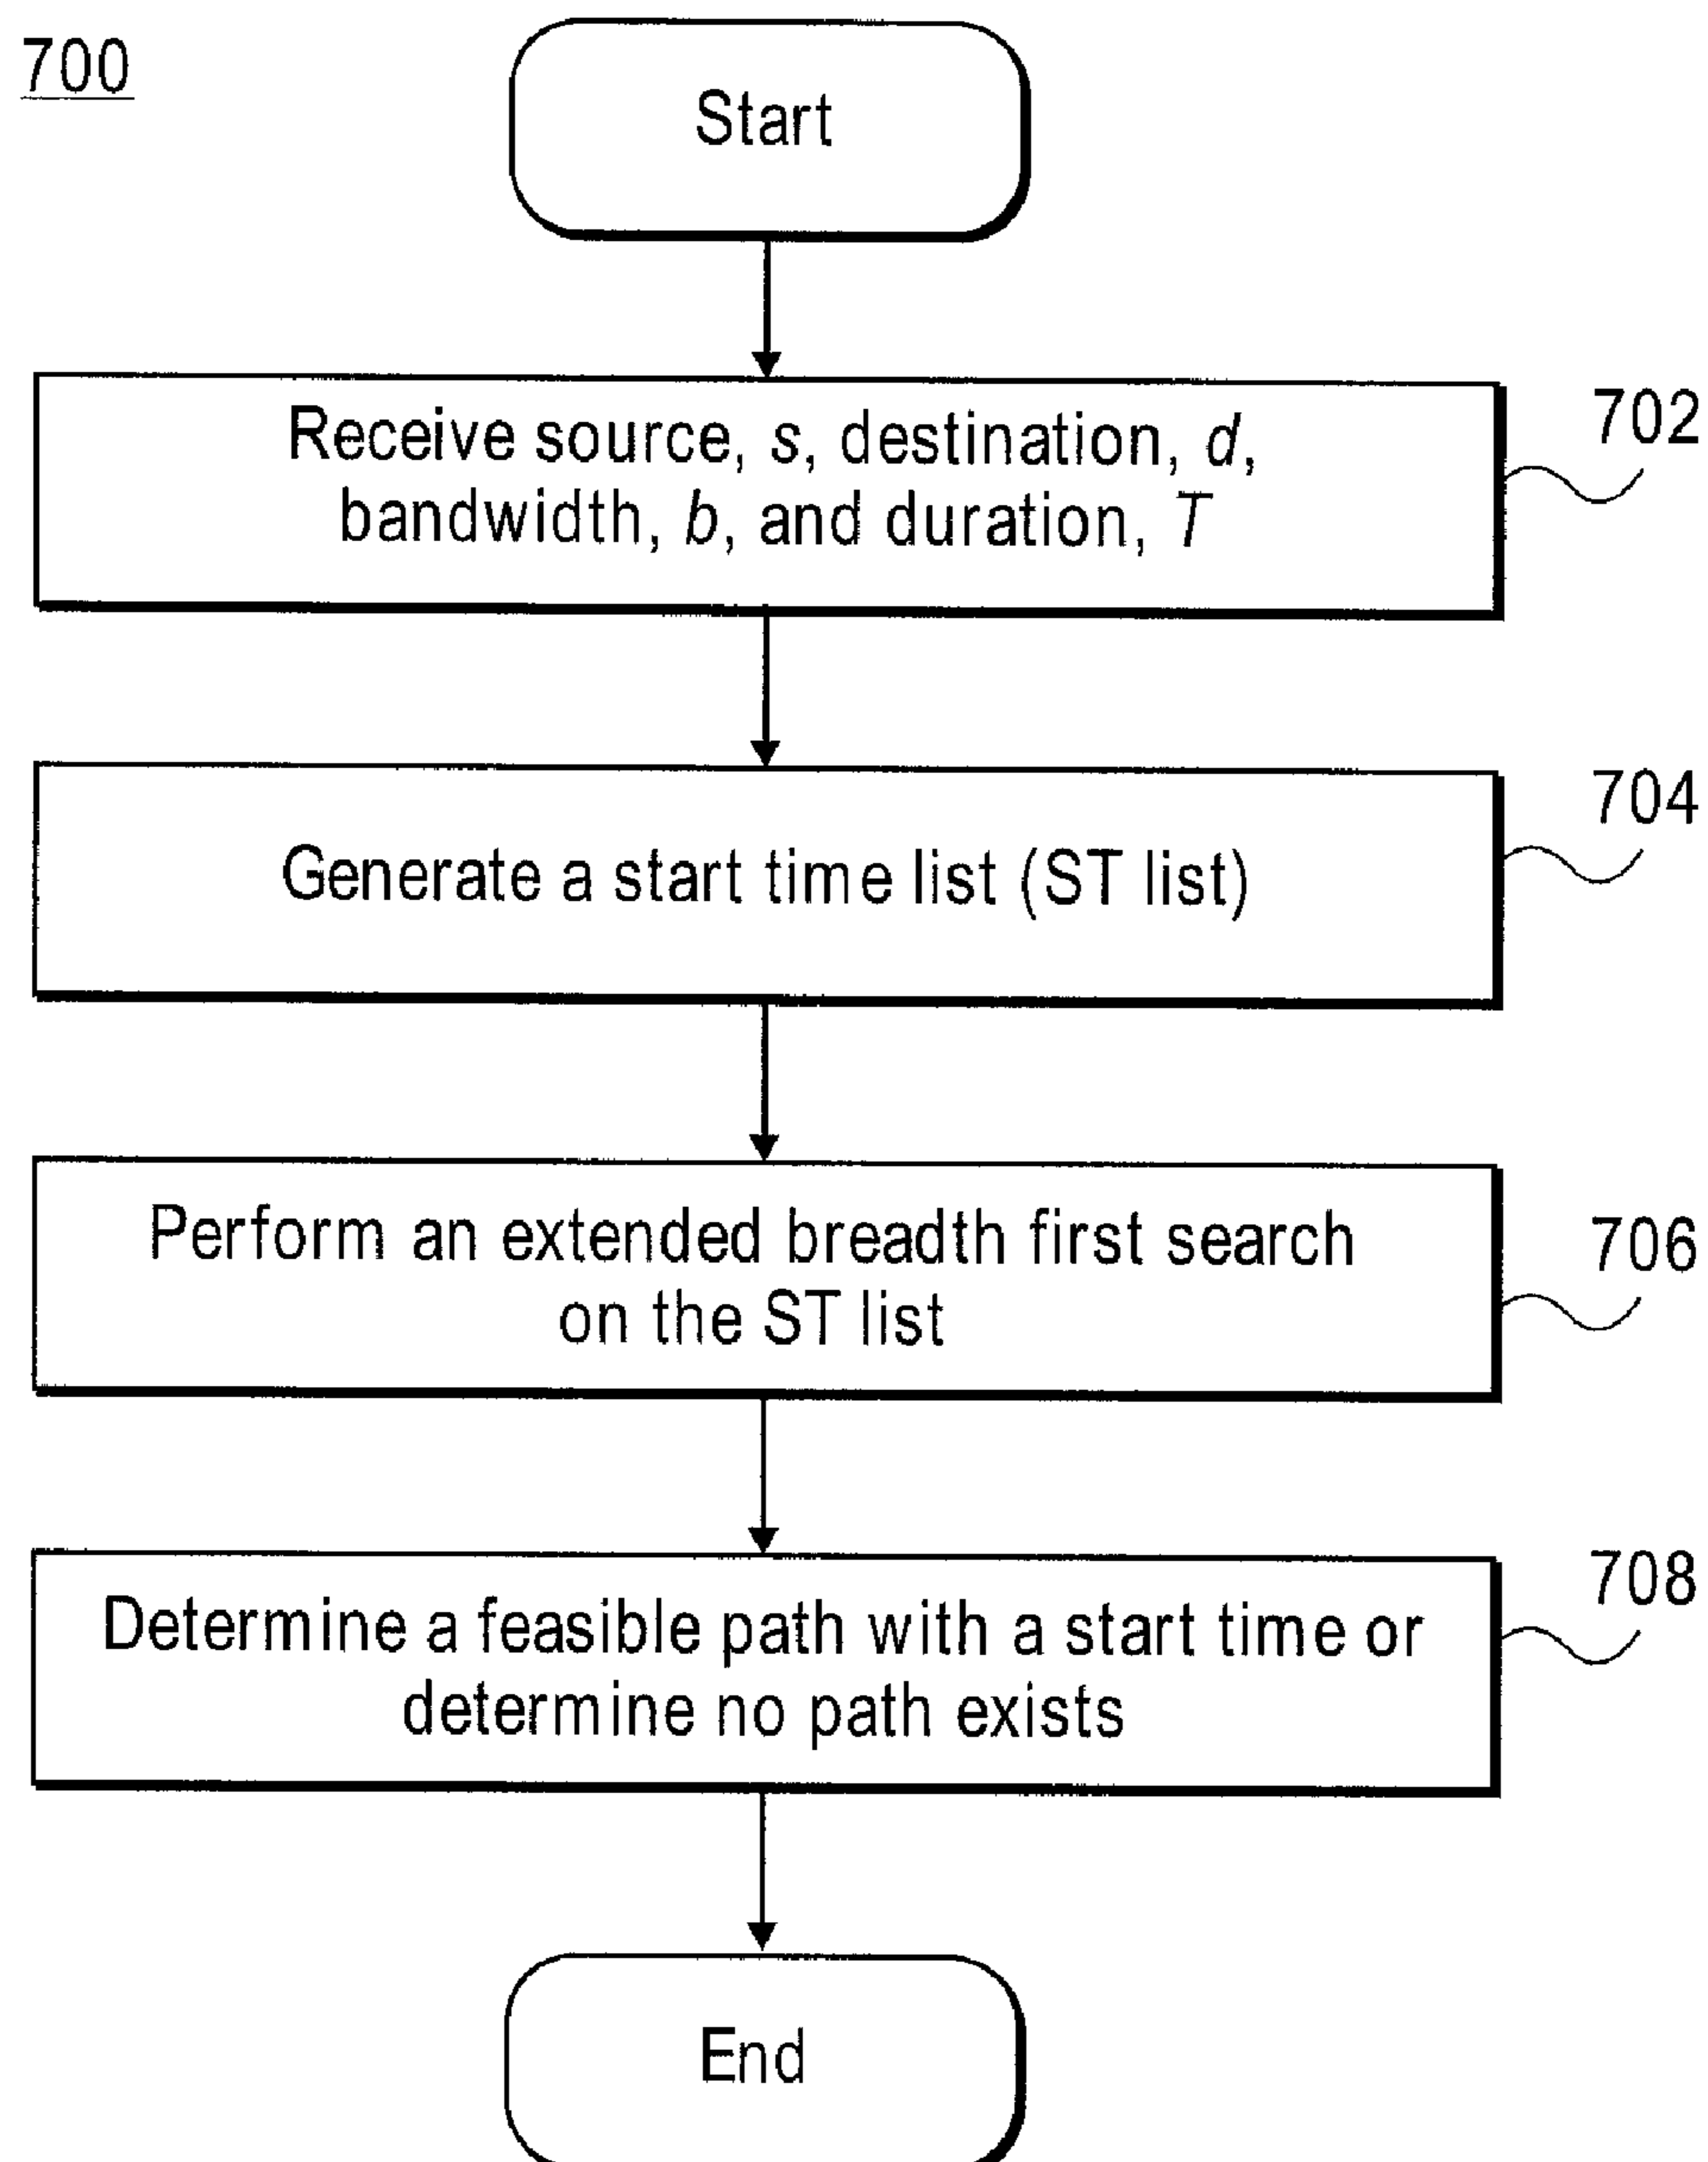 700
Start
Receive source, s, destination, d,
bandwidth, b, and duration, T
702
Generate a start time list (ST list)
704
Perform an extended breadth first search
on the ST list
706
Determine a feasible path with a start time or
determine no path exists
708
End